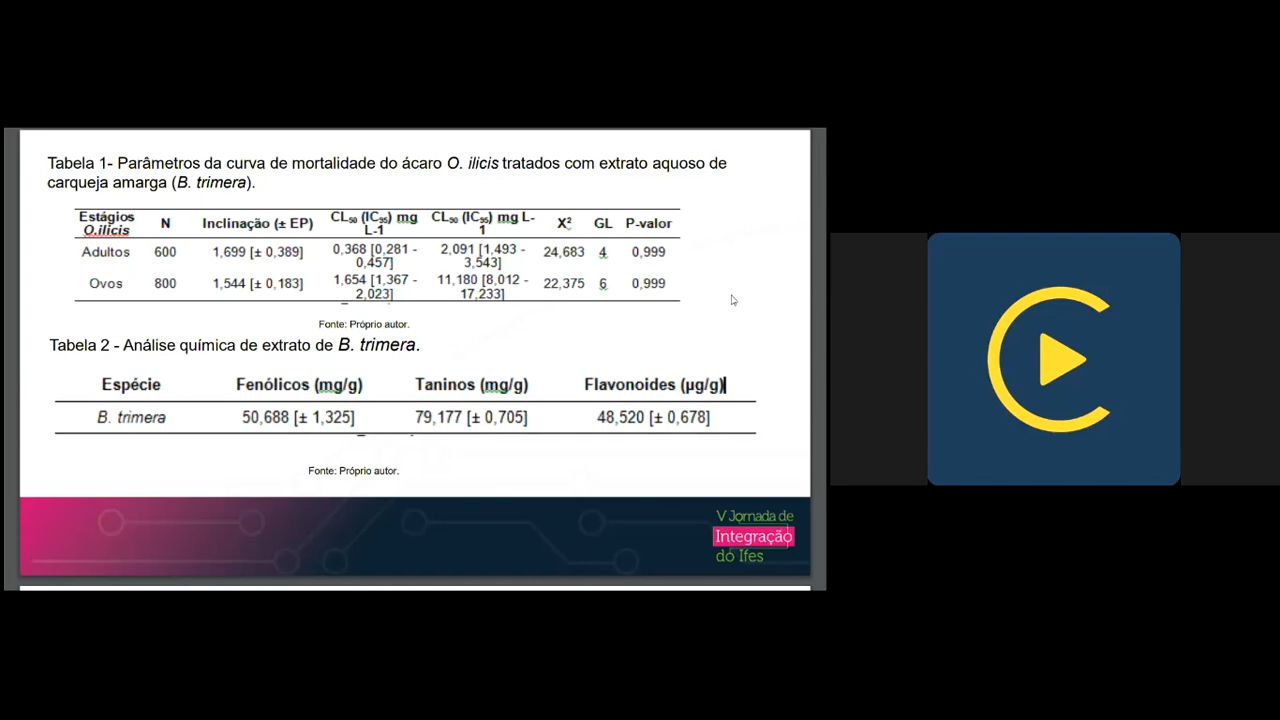 Tabela 1- Parâmetros da curva de mortalidade do ácaro O. ilicis tratados com extrato aquoso de
carqueja amarga (B. trimera).
Estágios O.ilicis N Inclinação (± EP) CL₅₀ (IC₉₅) mg L-1 CL₉₀ (IC₉₅) mg L-1 X² GL P-valor
Adultos 600 1,699 [± 0,389] 0,368 [0,281 - 0,457] 2,091 [1,493 - 3,543] 24,683 4 0,999
Ovos 800 1,544 [± 0,183] 1,654 [1,367 - 2,023] 11,180 [8,012 - 17,233] 22,375 6 0,999
Fonte: Próprio autor.
Tabela 2 - Análise química de extrato de B. trimera.
Espécie Fenólicos (mg/g) Taninos (mg/g) Flavonoides (µg/g)
B. trimera 50,688 [± 1,325] 79,177 [± 0,705] 48,520 [± 0,678]
Fonte: Próprio autor.
V Jornada de
Integração
do Ifes